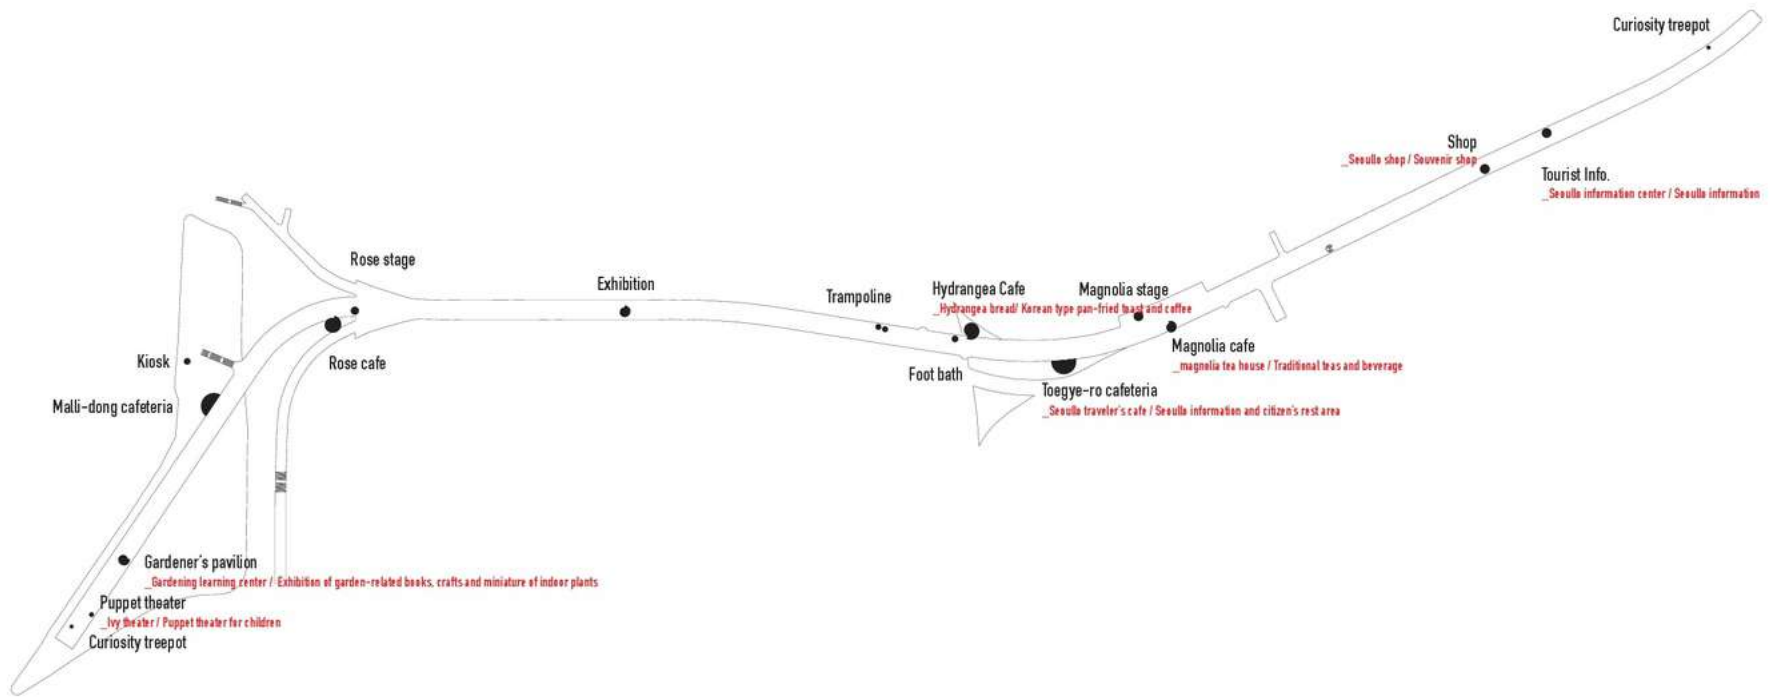 Curiosity treepot
Shop
_Seoullo shop / Souvenir shop
Tourist Info.
_Seoullo information center / Seoullo information
Rose stage
Exhibition
Trampoline
Hydrangea Cafe
_Hydrangea bread/ Korean type pan-fried toast and coffee
Magnolia stage
Magnolia cafe
_magnolia tea house / Traditional teas and beverage
Kiosk
Rose cafe
Foot bath
Toegye-ro cafeteria
_Seoullo traveler's cafe / Seoullo information and citizen's rest area
Malli-dong cafeteria
Gardener's pavilion
_Gardening learning center / Exhibition of garden-related books, crafts and miniature of indoor plants
Puppet theater
_Ivy theater / Puppet theater for children
Curiosity treepot